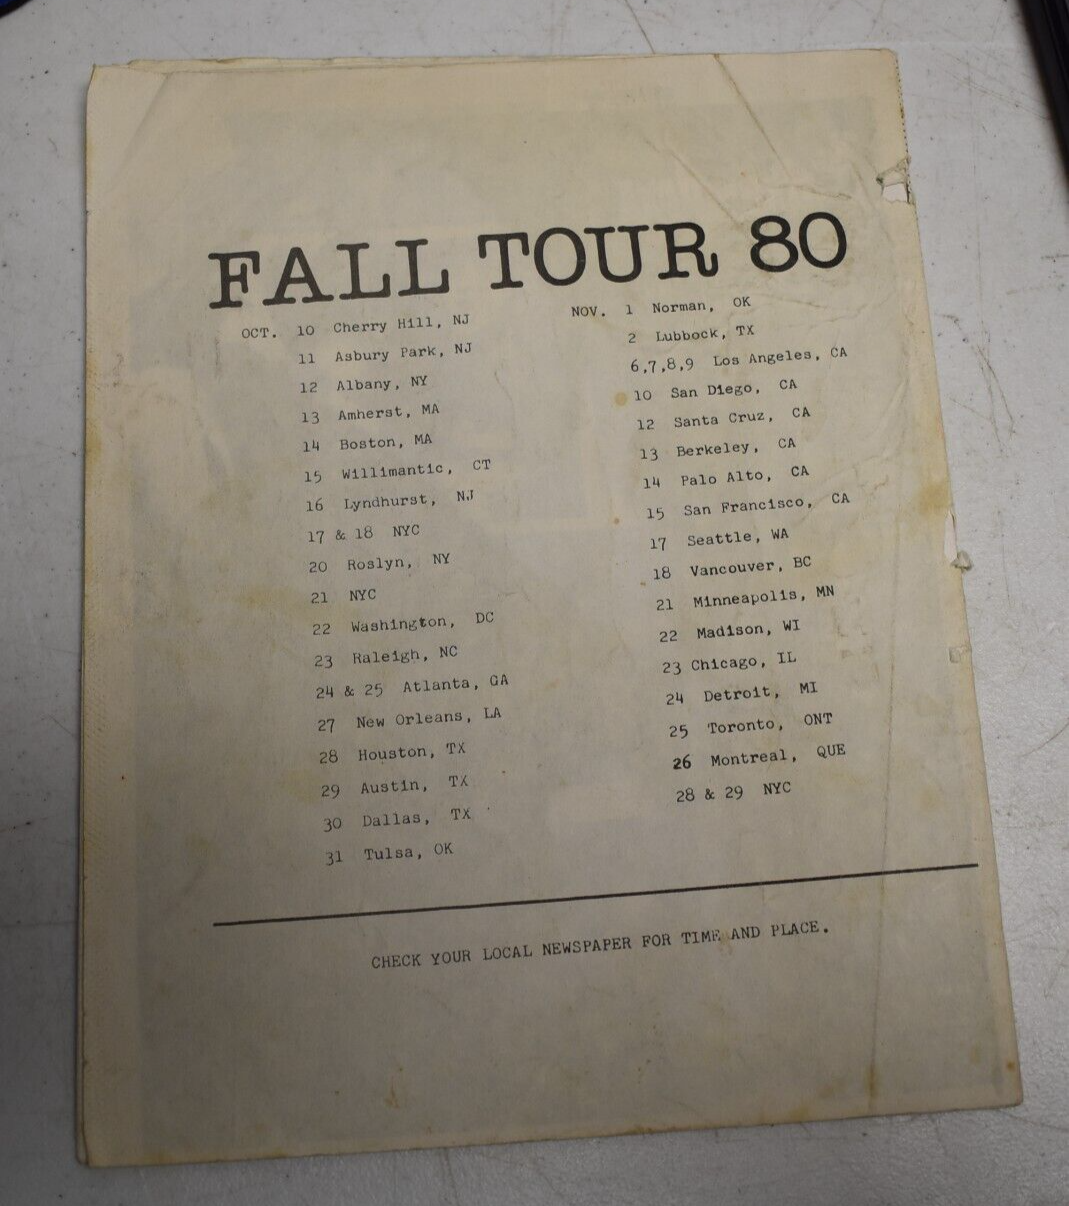 FALL TOUR 80
OCT. 10 Cherry Hill, NJ
11 Asbury Park, NJ
12 Albany, NY
13 Amherst, MA
14 Boston, MA
15 Willimantic, CT
16 Lyndhurst, NJ
17 & 18 NYC
20 Roslyn, NY
21 NYC
22 Washington, DC
23 Raleigh, NC
24 & 25 Atlanta, GA
27 New Orleans, LA
28 Houston, TX
29 Austin, TX
30 Dallas, TX
31 Tulsa, OK
NOV. 1 Norman, OK
2 Lubbock, TX
6,7,8,9 Los Angeles, CA
10 San Diego, CA
12 Santa Cruz, CA
13 Berkeley, CA
14 Palo Alto, CA
15 San Francisco, CA
17 Seattle, WA
18 Vancouver, BC
21 Minneapolis, MN
22 Madison, WI
23 Chicago, IL
24 Detroit, MI
25 Toronto, ONT
26 Montreal, QUE
28 & 29 NYC
CHECK YOUR LOCAL NEWSPAPER FOR TIME AND PLACE.